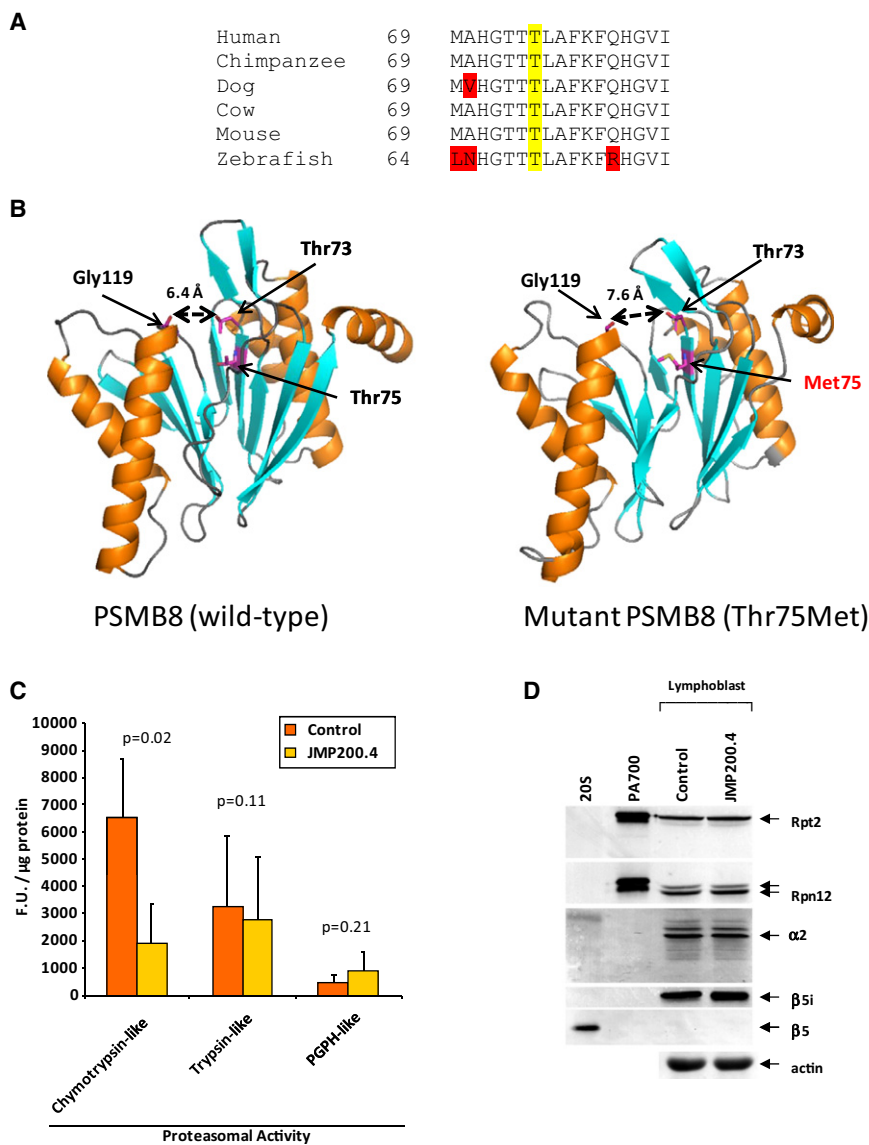 A
Human 69 MAHGTTTLAFKFQHGVI
Chimpanzee 69 MAHGTTTLAFKFQHGVI
Dog 69 MVHGTTTLAFKFQHGVI
Cow 69 MAHGTTTLAFKFQHGVI
Mouse 69 MAHGTTTLAFKFQHGVI
Zebrafish 64 LNHGTTTLAFKFRHGVI
B
Gly119
6.4 Å
Thr73
Thr75
PSMB8 (wild-type)
Gly119
7.6 Å
Thr73
Met75
Mutant PSMB8 (Thr75Met)
C
F.U. / µg protein
10000
9000
8000
7000
6000
5000
4000
3000
2000
1000
0
p=0.02
p=0.11
p=0.21
Control
JMP200.4
Chymotrypsin-like
Trypsin-like
PGPH-like
Proteasomal Activity
D
Lymphoblast
20S
PA700
Control
JMP200.4
Rpt2
Rpn12
α2
β5i
β5
actin